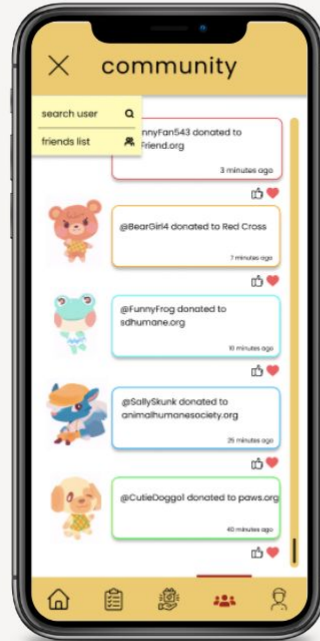 community
search user
friends list
nnyFan543 donated to
Friend.org
3 minutes ago
@BearGirl4 donated to Red Cross
7 minutes ago
@FunnyFrog donated to
sdhumane.org
10 minutes ago
@SallySkunk donated to
animalhumanesociety.org
25 minutes ago
@CutieDoggo1 donated to paws.org
40 minutes ago